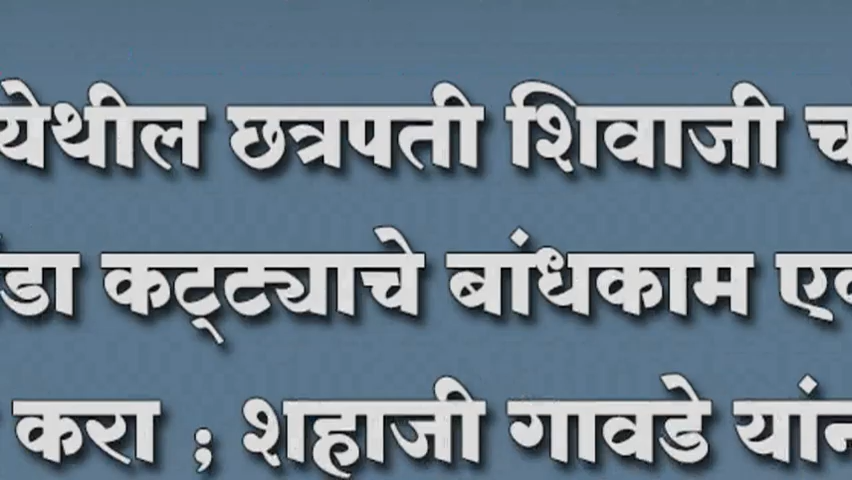 येथील छत्रपती शिवाजी च
डा कट्ट्याचे बांधकाम
करा ; शहाजी गावडे यांन